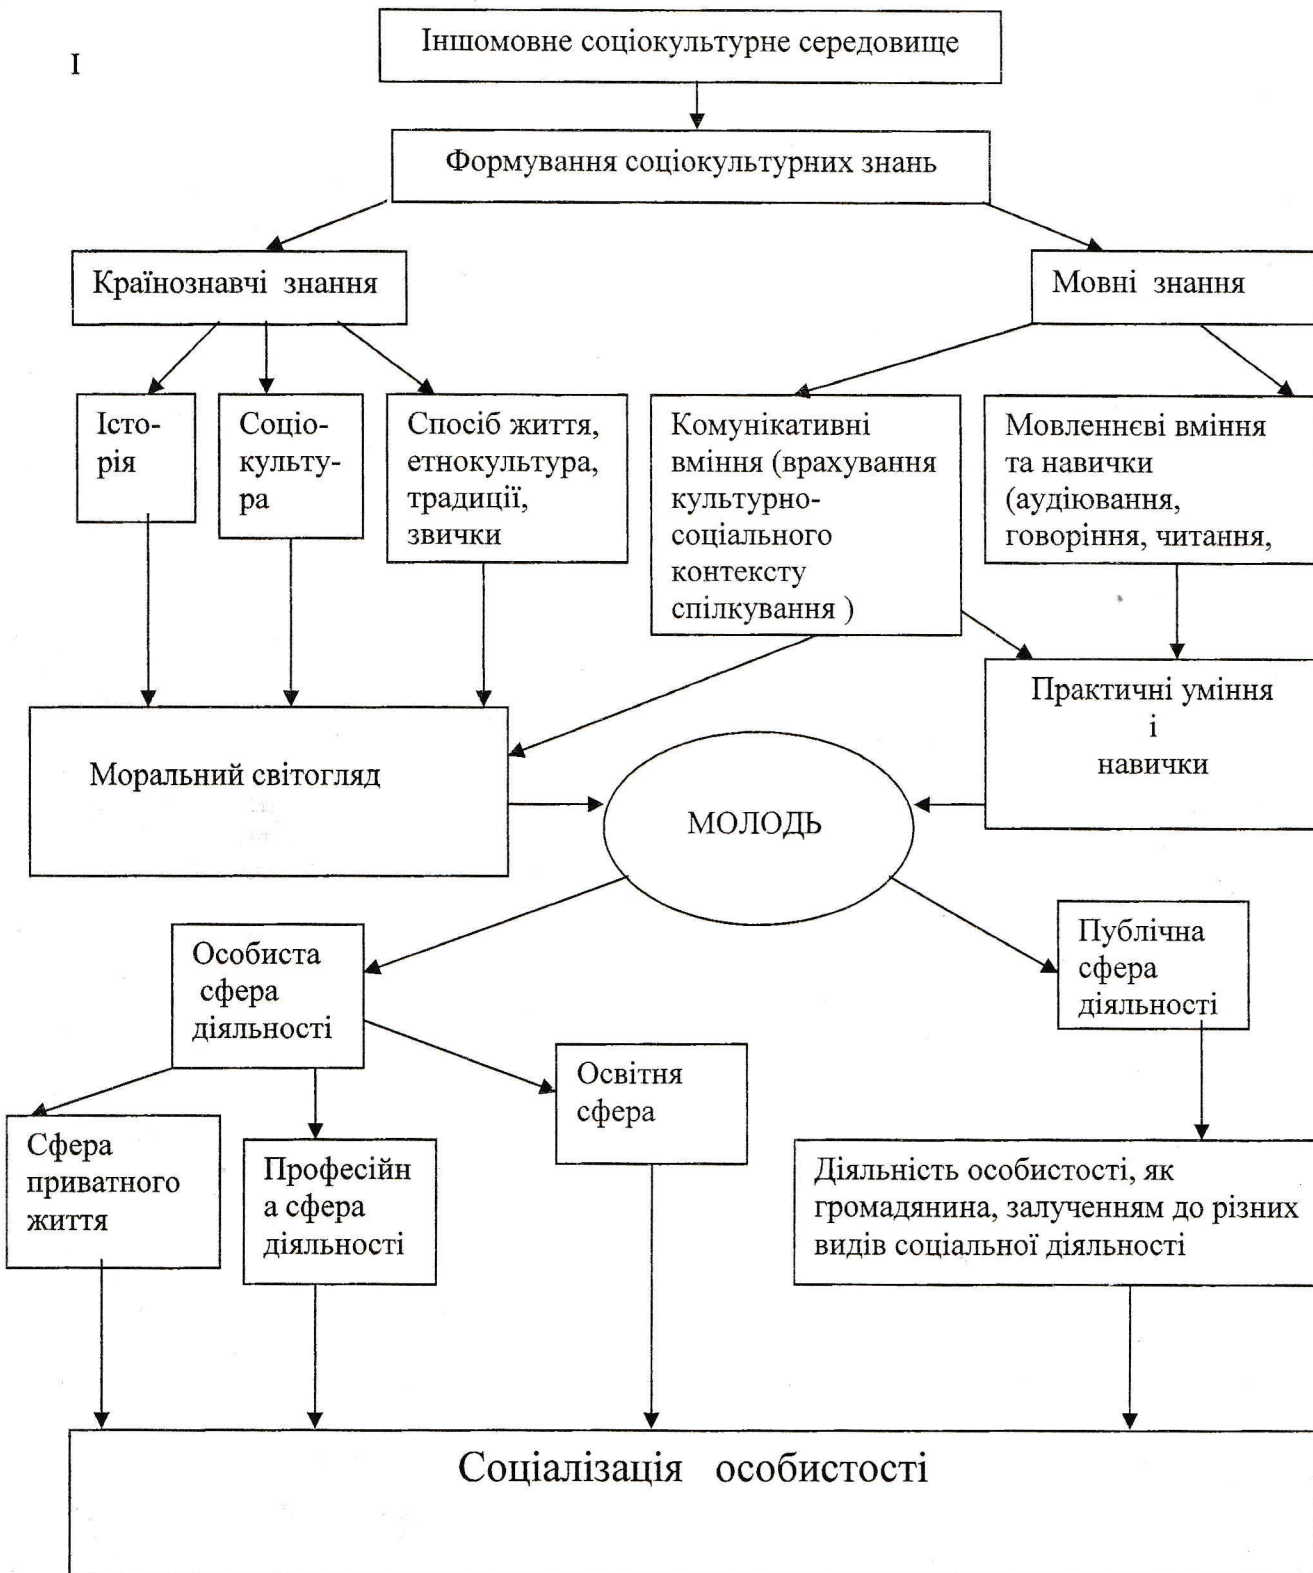 Іншомовне соціокультурне середовище
І
Формування соціокультурних знань
Країнознавчі знання
Мовні знання
Істо-
рія
Соціо-
культу-
ра
Спосіб життя,
етнокультура,
традиції,
звички
Комунікативні
вміння (врахування
культурно-
соціального
контексту
спілкування )
Мовленнєві вміння
та навички
(аудіювання,
говоріння, читання,
Моральний світогляд
Практичні уміння
і
навички
МОЛОДЬ
Особиста
сфера
діяльності
Публічна
сфера
діяльності
Освітня
сфера
Сфера
приватного
життя
Професійн
а сфера
діяльності
Діяльність особистості, як
громадянина, залученням до різних
видів соціальної діяльності
Соціалізація особистості